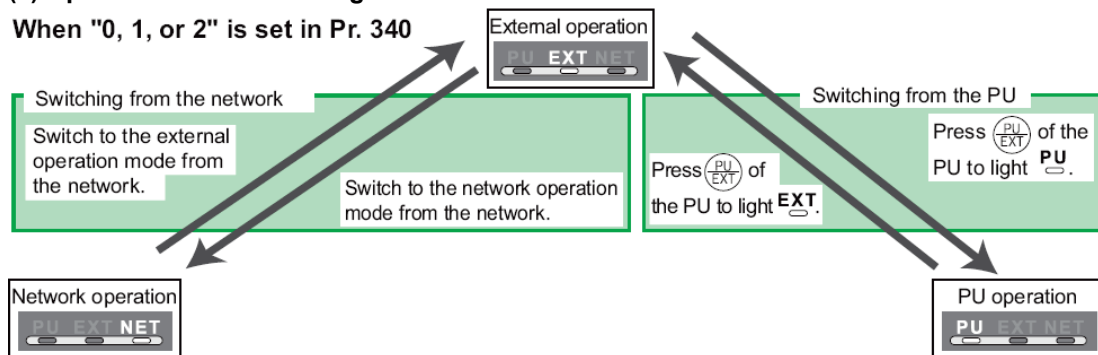 When "0, 1, or 2" is set in Pr. 340
External operation
PU EXT NET
Switching from the network
Switch to the external
operation mode from
the network.
Switch to the network operation
mode from the network.
Switching from the PU
Press PU/EXT of the
PU to light PU.
Press PU/EXT of
the PU to light EXT.
Network operation
PU EXT NET
PU operation
PU EXT NET